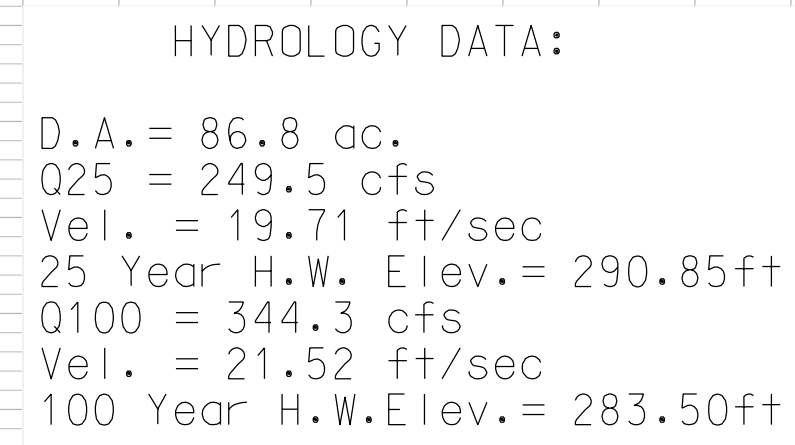 HYDROLOGY DATA:
D.A.= 86.8 ac.
Q25 = 249.5 cfs
Vel. = 19.71 ft/sec
25 Year H.W. Elev.= 290.85ft
Q100 = 344.3 cfs
Vel. = 21.52 ft/sec
100 Year H.W.Elev.= 283.50ft